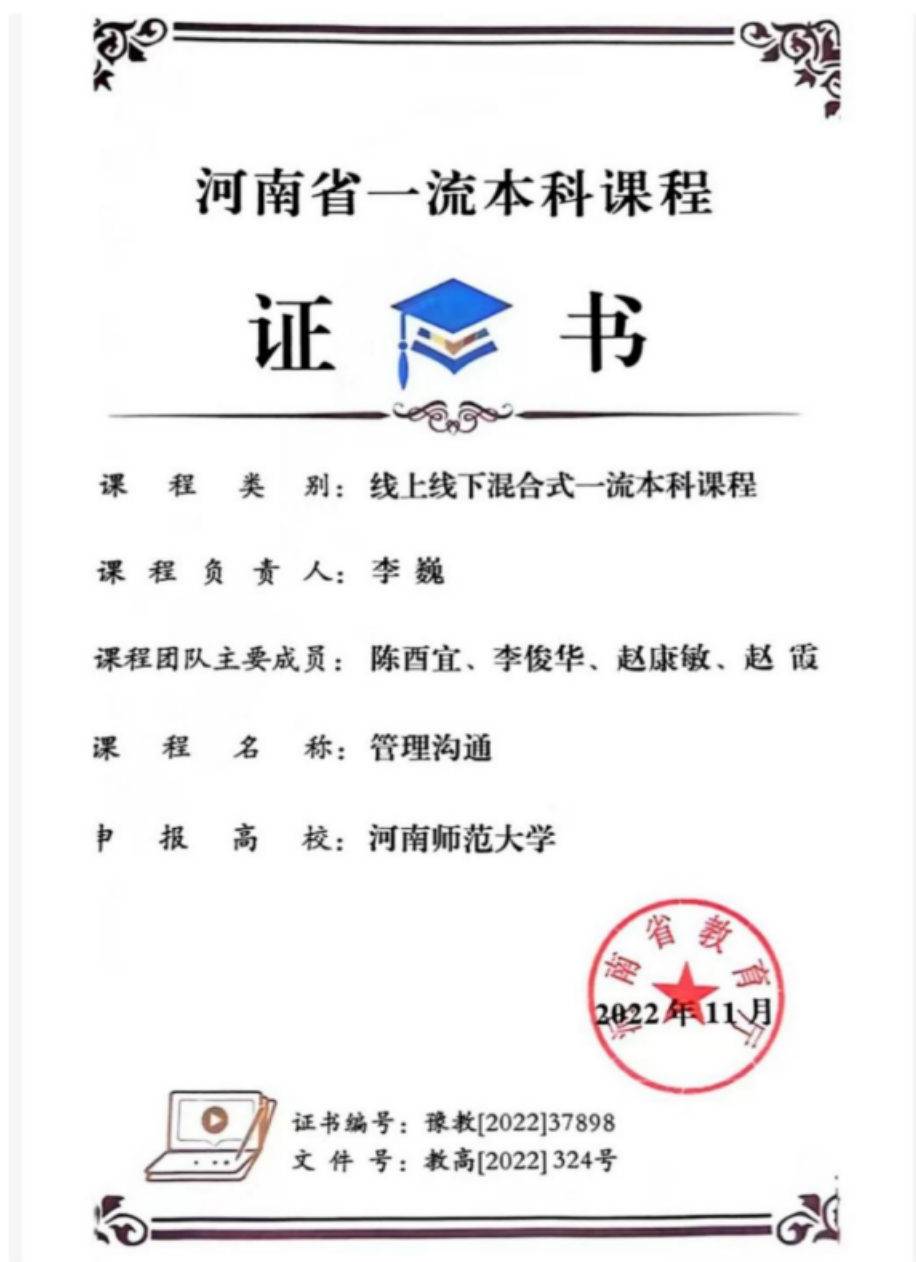 河南省一流本科课程
证书
课程类别：线上线下混合式一流本科课程
课程负责人：李巍
课程团队主要成员：陈酉宜、李俊华、赵康敏、赵霞
课程名称：管理沟通
申报高校：河南师范大学
河南省教育厅
2022年11月
证书编号：豫教[2022]37898
文件号：教高[2022]324号